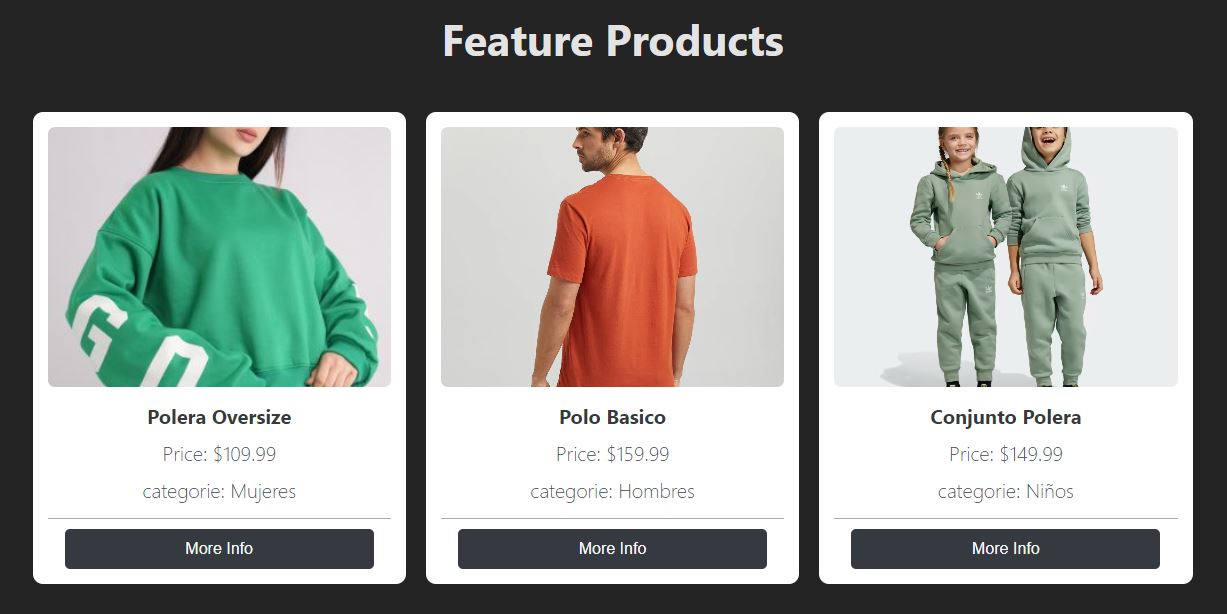 Feature Products
Polera Oversize
Price: $109.99
categorie: Mujeres
More Info
Polo Basico
Price: $159.99
categorie: Hombres
More Info
Conjunto Polera
Price: $149.99
categorie: Niños
More Info